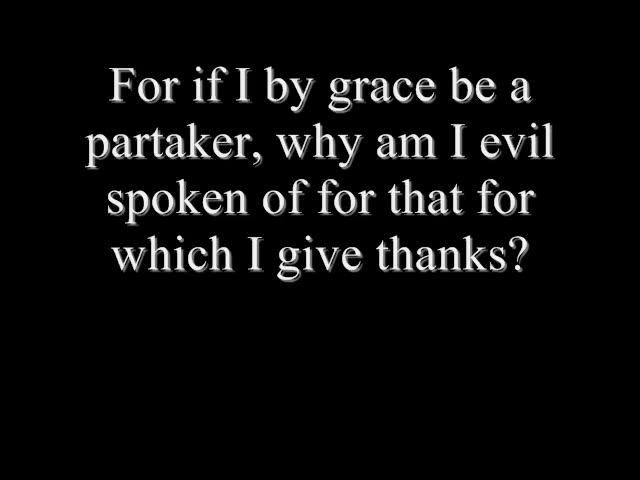 For if I by grace be a
partaker, why am I evil
spoken of for that for
which I give thanks?